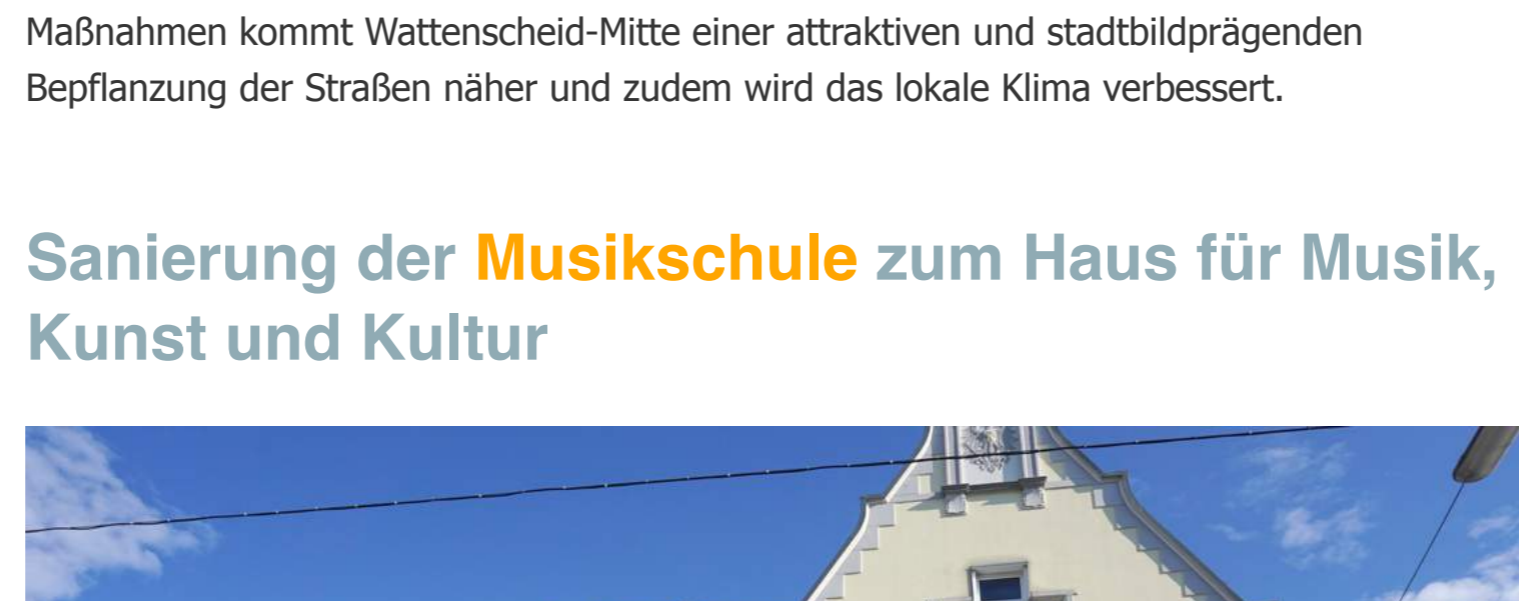 Maßnahmen kommt Wattenscheid-Mitte einer attraktiven und stadtbildprägenden
Bepflanzung der Straßen näher und zudem wird das lokale Klima verbessert.
Sanierung der Musikschule zum Haus für Musik,
Kunst und Kultur